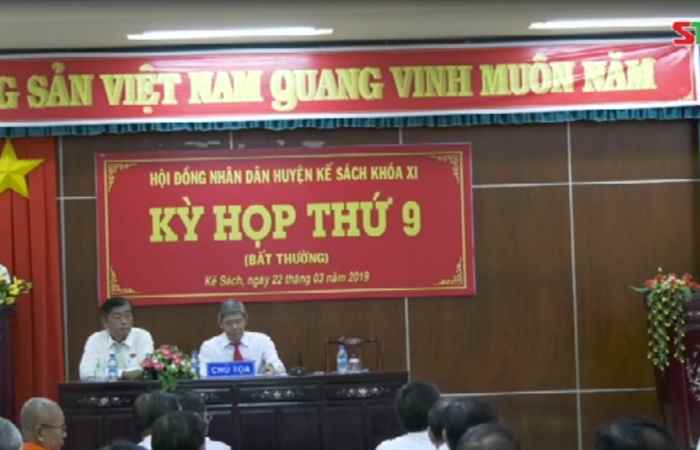 G SẢN VIỆT NAM QUANG VINH MUÔN NĂM
HỘI ĐỒNG NHÂN DÂN HUYỆN KẾ SÁCH KHÓA XI
KỲ HỌP THỨ 9
(BẤT THƯỜNG)
Kế Sách, ngày 22 tháng 03 năm 2019
CHỦ TỌA